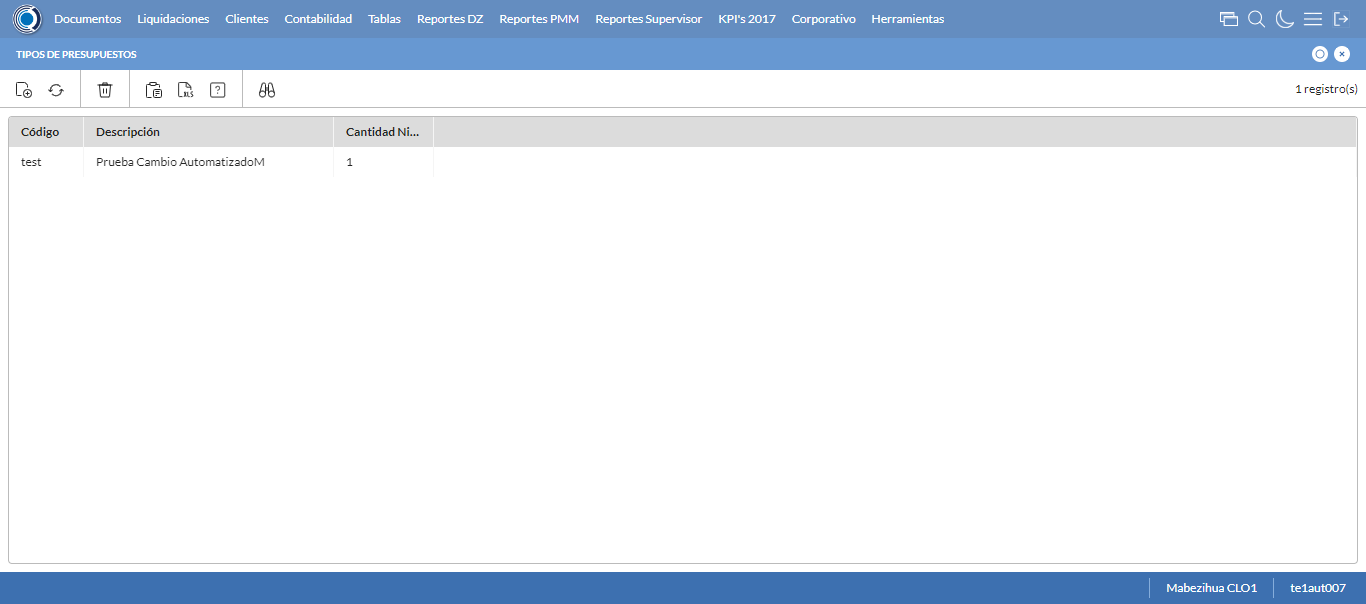 Documentos Liquidaciones Clientes Contabilidad Tablas Reportes DZ Reportes PMM Reportes Supervisor KPI's 2017 Corporativo Herramientas
TIPOS DE PRESUPUESTOS
XLS ? 1 registro(s)
Código Descripción Cantidad Ni...
test Prueba Cambio AutomatizadoM 1
Mabezihua CLO1 te1aut007